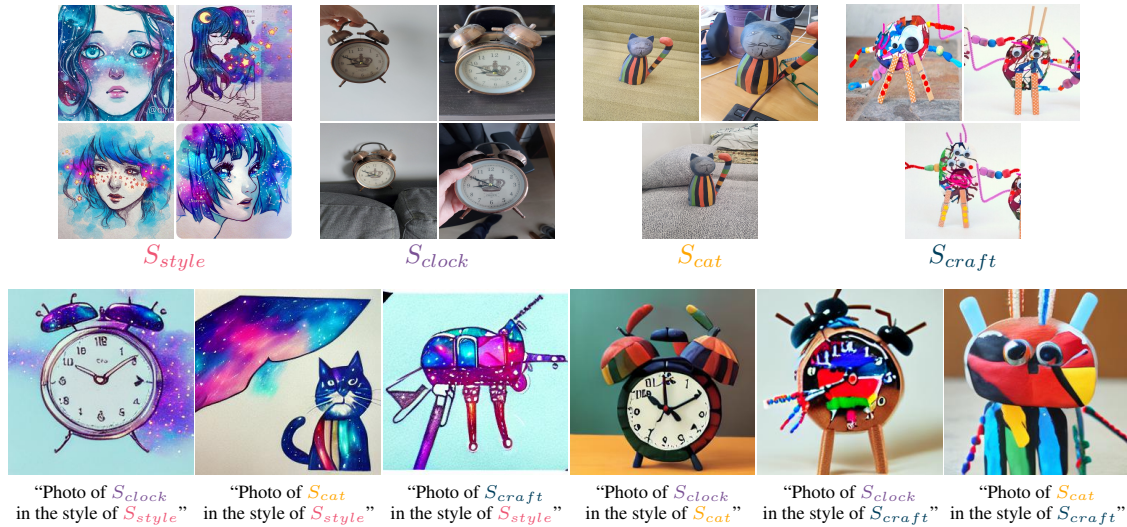 S_style
S_clock
S_cat
S_craft
“Photo of S_clock
in the style of S_style”
“Photo of S_cat
in the style of S_style”
“Photo of S_craft
in the style of S_style”
“Photo of S_clock
in the style of S_cat”
“Photo of S_clock
in the style of S_craft”
“Photo of S_cat
in the style of S_craft”